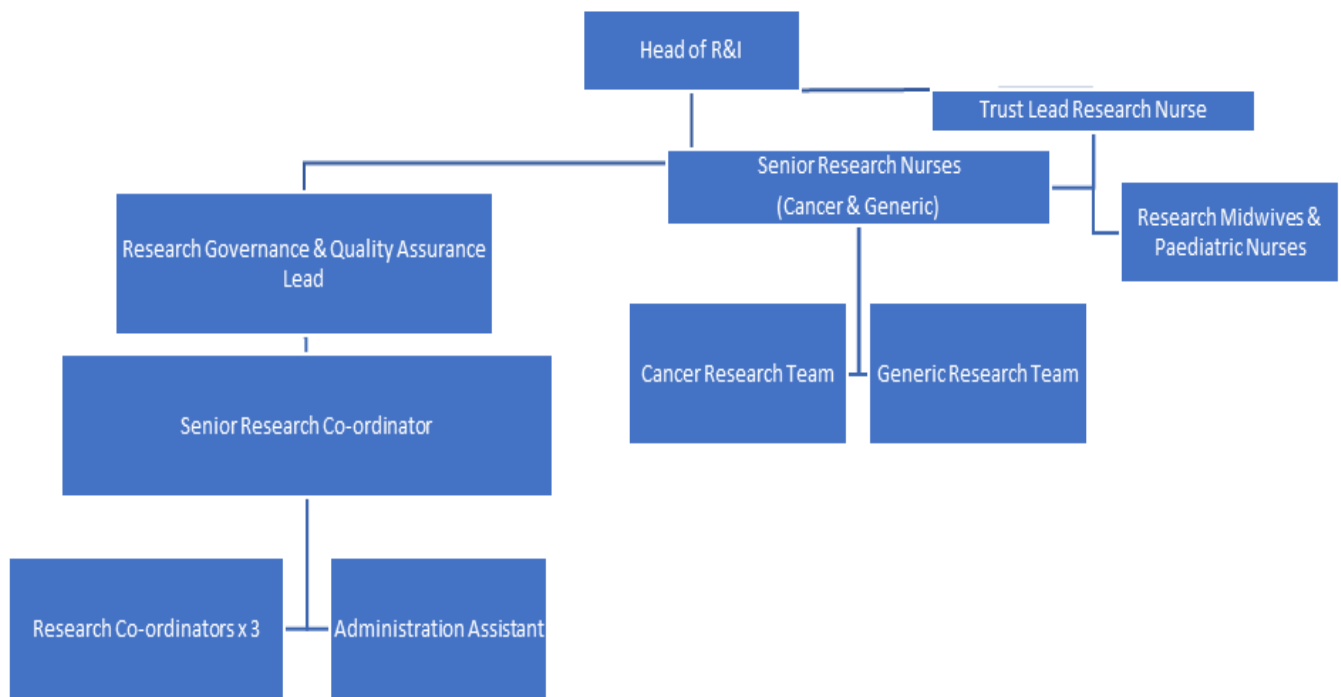 Head of R&I
Trust Lead Research Nurse
Senior Research Nurses
(Cancer & Generic)
Research Midwives &
Paediatric Nurses
Research Governance & Quality Assurance
Lead
Cancer Research Team
Generic Research Team
Senior Research Co-ordinator
Research Co-ordinators x 3
Administration Assistant